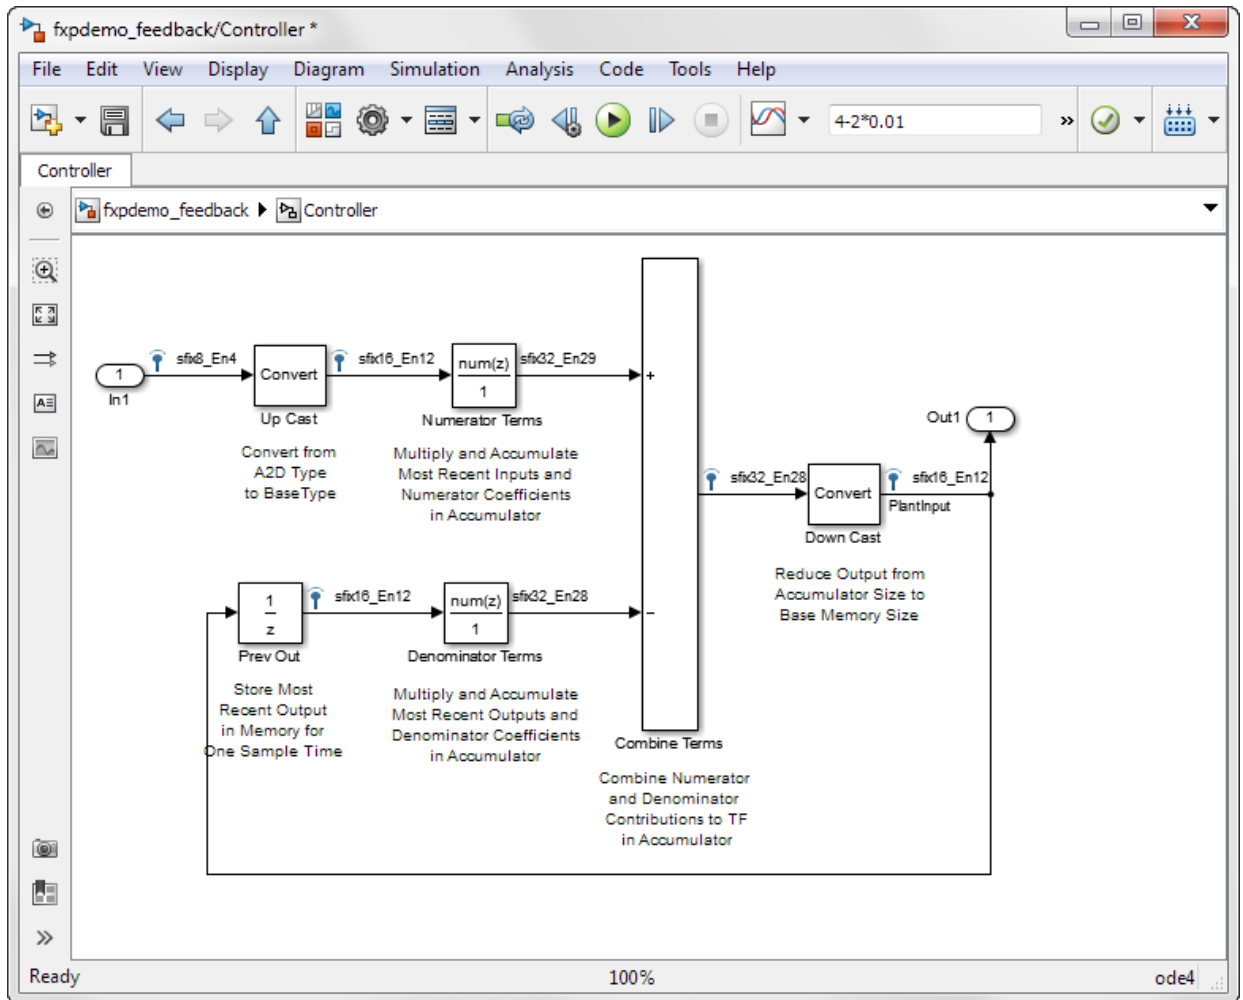 fxpdemo_feedback/Controller *
File Edit View Display Diagram Simulation Analysis Code Tools Help
4-2*0.01 »
Controller
fxpdemo_feedback Controller
1
In1
sfix8_En4
Convert
Up Cast
Convert from
A2D Type
to BaseType
sfix16_En12
num(z)
1
Numerator Terms
Multiply and Accumulate
Most Recent Inputs and
Numerator Coefficients
in Accumulator
sfix32_En29
+
−
Combine Terms
Combine Numerator
and Denominator
Contributions to TF
in Accumulator
sfix32_En28
Convert
Down Cast
Reduce Output from
Accumulator Size to
Base Memory Size
sfix16_En12
PlantInput
Out1 1
1
z
Prev Out
Store Most
Recent Output
in Memory for
One Sample Time
sfix16_En12
num(z)
1
Denominator Terms
Multiply and Accumulate
Most Recent Outputs and
Denominator Coefficients
in Accumulator
sfix32_En28
Ready 100% ode4